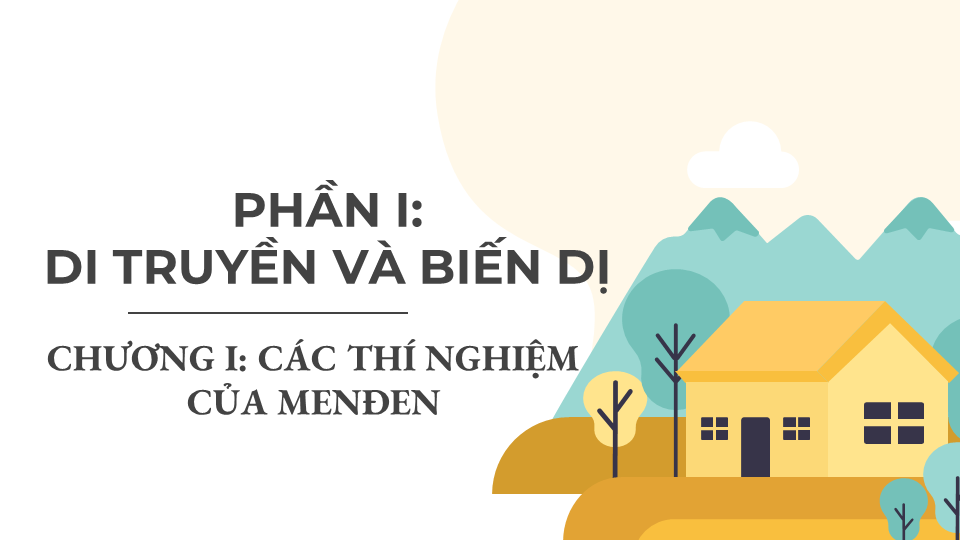 PHẦN I:
DI TRUYỀN VÀ BIẾN DỊ
CHƯƠNG I: CÁC THÍ NGHIỆM
CỦA MENĐEN